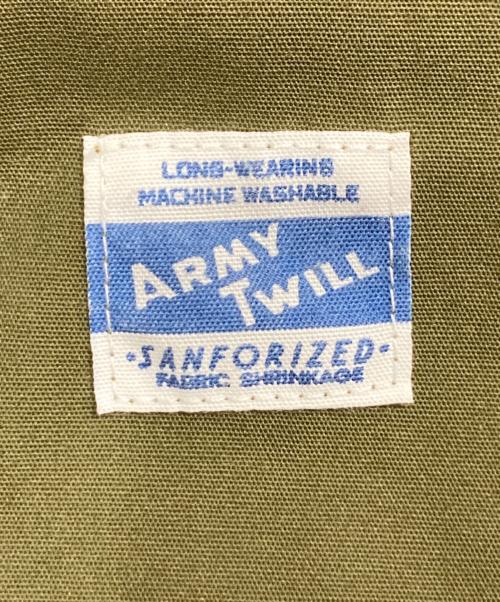 LONG-WEARING
MACHINE WASHABLE
ARMY
TWILL
•SANFORIZED•
FABRIC SHRINKAGE